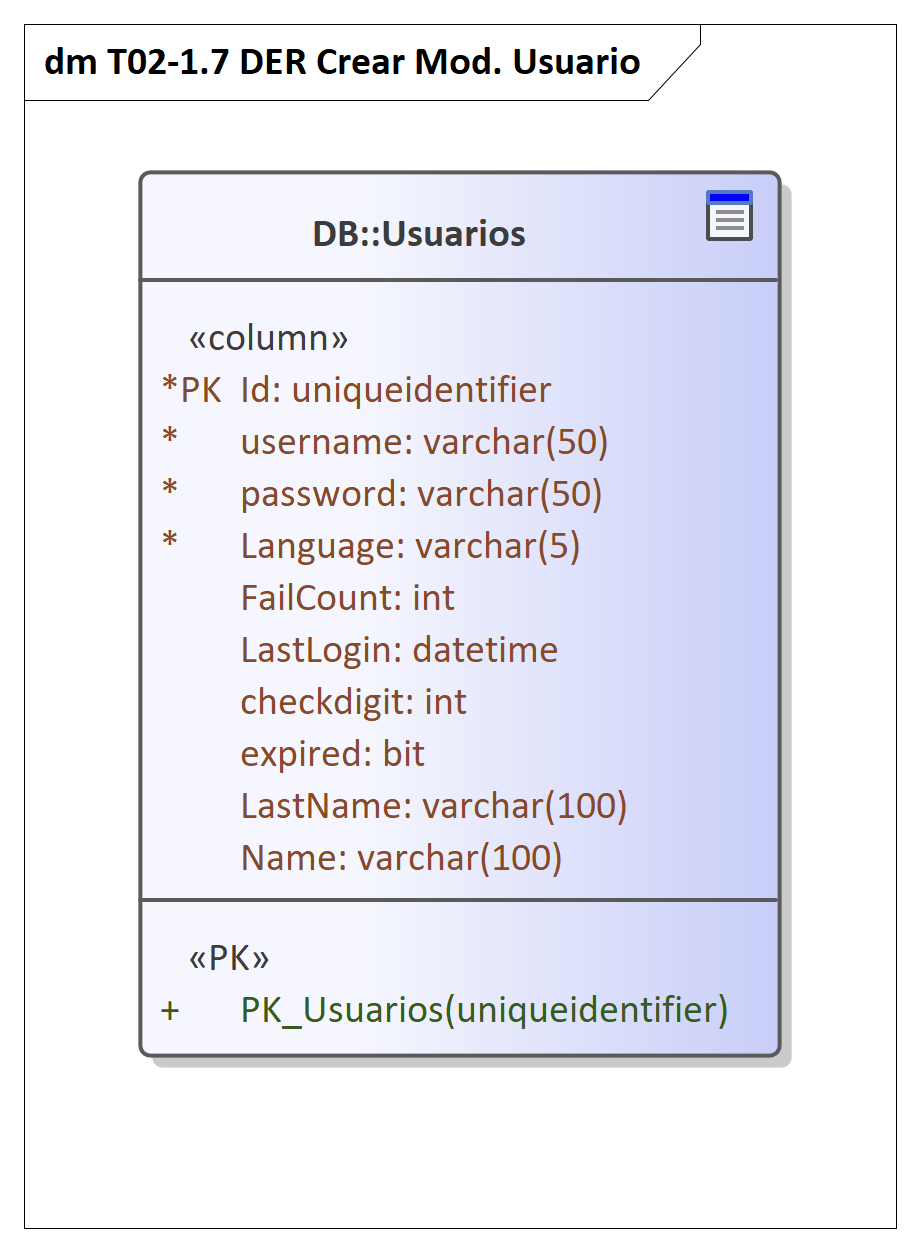 dm T02-1.7 DER Crear Mod. Usuario
DB::Usuarios
«column»
*PK Id: uniqueidentifier
* username: varchar(50)
* password: varchar(50)
* Language: varchar(5)
FailCount: int
LastLogin: datetime
checkdigit: int
expired: bit
LastName: varchar(100)
Name: varchar(100)
«PK»
+ PK_Usuarios(uniqueidentifier)